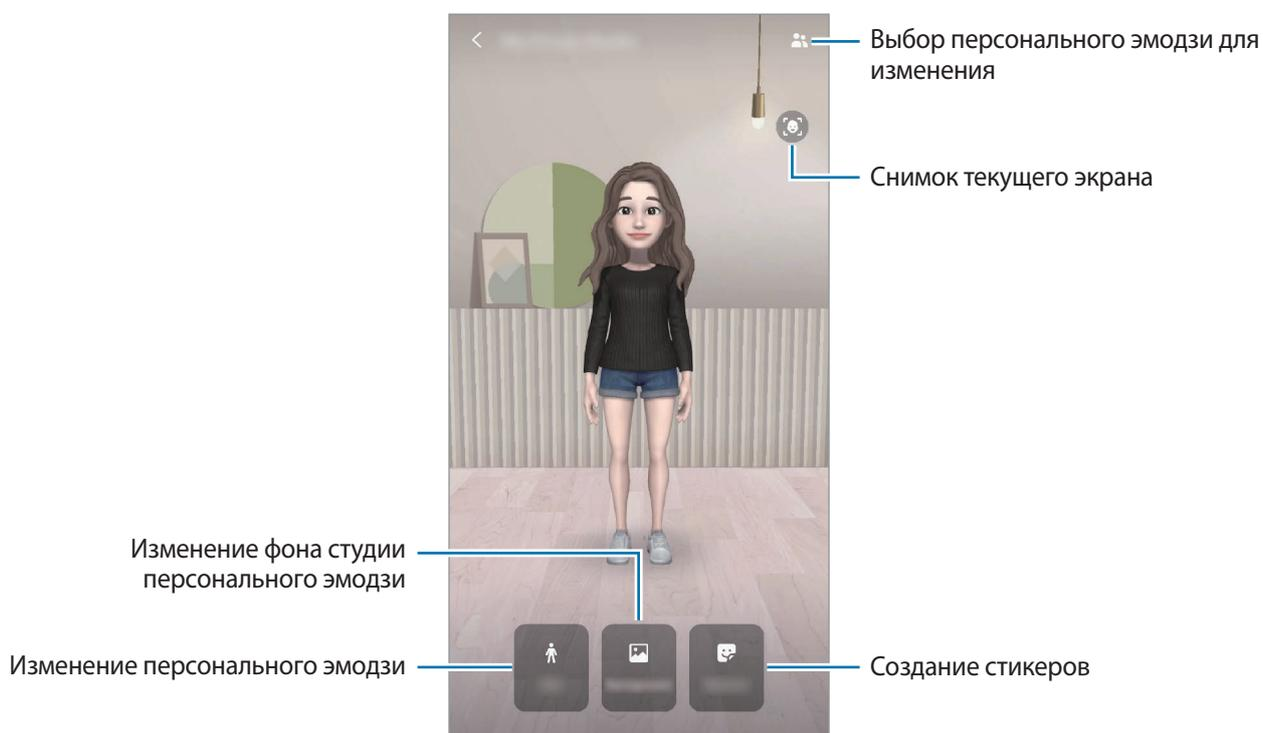 Выбор персонального эмодзи для
изменения
Снимок текущего экрана
Изменение фона студии
персонального эмодзи
Изменение персонального эмодзи
Создание стикеров